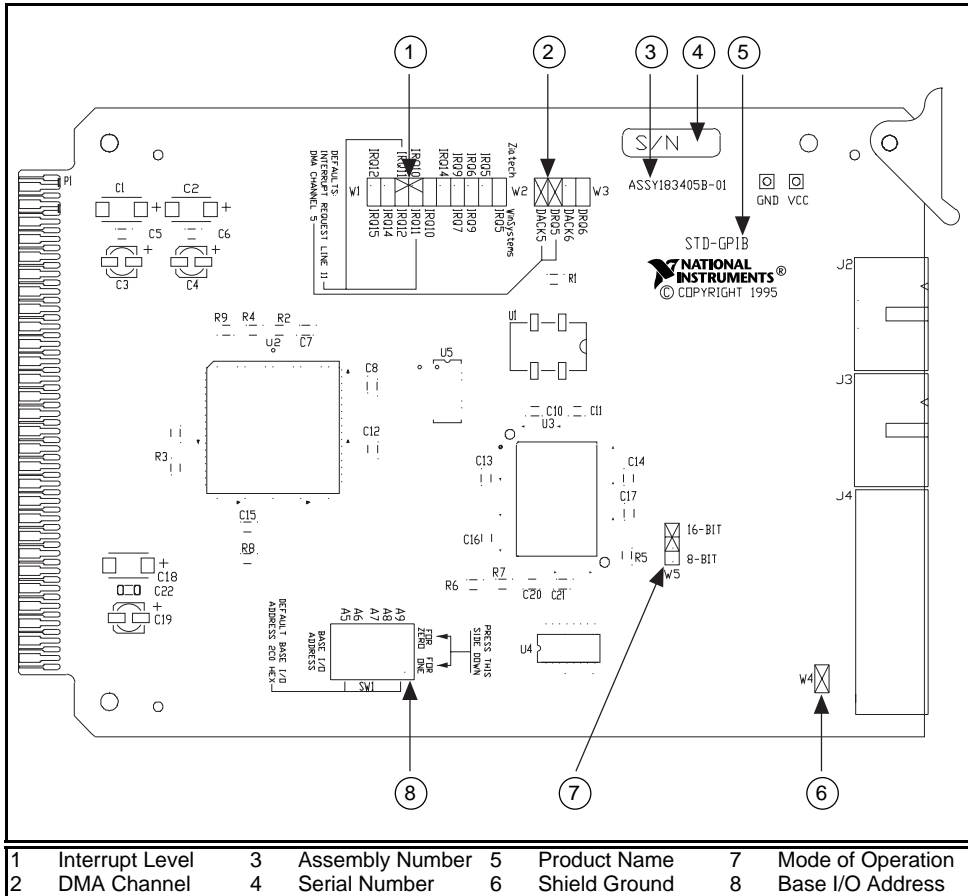 1 2 3 4 5
P1
C1 C2
C5 C6
C3 C4
DEFAULTS:
INTERRUPT REQUEST LINE 11
DMA CHANNEL 5
W1
IRQ12
IRQ11
IRQ10
IRQ14
IRQ9
IRQ6
IRQ5
Ziatech
W2
IRQ15
IRQ14
IRQ12
IRQ11
IRQ10
IRQ7
IRQ9
IRQ5
WinSystems
W3
DACK5
DRQ5
DACK6
DRQ6
S/N
ASSY183405B-01
GND VCC
STD-GPIB
NATIONAL
INSTRUMENTS ®
© COPYRIGHT 1995
R1
U1
J2
J3
J4
R9 R4 R2 C7
U2
U5
C8
C10 C11
U3
R3
C12
C13
C14
C17
C15
C16
R8
R5
16-BIT
8-BIT
W5
C18
C22
C19
R6 R7 C20 C21
U4
DEFAULT BASE I/O
ADDRESS 2C0 HEX
BASE I/O
ADDRESS
A5
A6
A7
A8
A9
SW1
FOR
ZERO
FOR
ONE
PRESS THIS
SIDE DOWN
W4
8 7 6
1 Interrupt Level 3 Assembly Number 5 Product Name 7 Mode of Operation
2 DMA Channel 4 Serial Number 6 Shield Ground 8 Base I/O Address